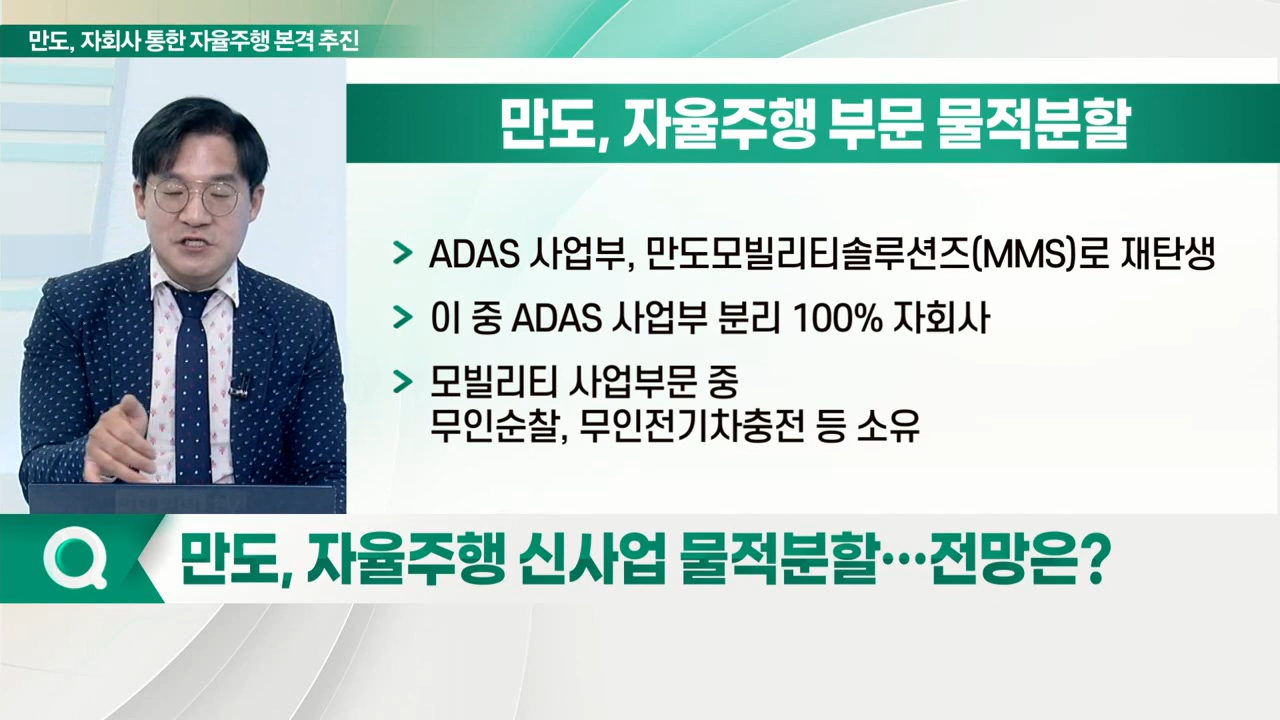 만도, 자회사 통한 자율주행 본격 추진
만도, 자율주행 부문 물적분할
> ADAS 사업부, 만도모빌리티솔루션즈(MMS)로 재탄생
> 이 중 ADAS 사업부 분리 100% 자회사
> 모빌리티 사업부문 중
무인순찰, 무인전기차충전 등 소유
Q 만도, 자율주행 신사업 물적분할…전망은?